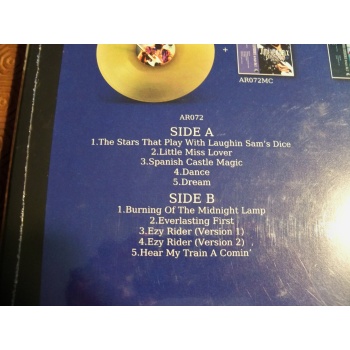 +
AR072MC
AR072
SIDE A
1.The Stars That Play With Laughin Sam's Dice
2.Little Miss Lover
3.Spanish Castle Magic
4.Dance
5.Dream
SIDE B
1.Burning Of The Midnight Lamp
2.Everlasting First
3.Ezy Rider (Version 1)
4.Ezy Rider (Version 2)
5.Hear My Train A Comin'